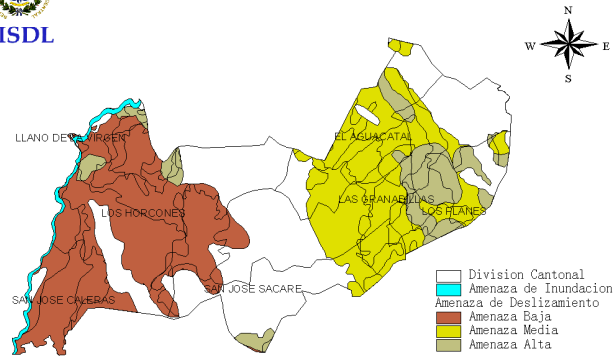 ISDL
N
W E
S
LLANO DE LA VIRGEN
EL AGUACATAL
LAS GRANADILLAS
LOS PLANES
LOS HORCONES
SAN JOSE SACARE
SAN JOSE CALERAS
Division Cantonal
Amenaza de Inundacion
Amenaza de Deslizamiento
Amenaza Baja
Amenaza Media
Amenaza Alta